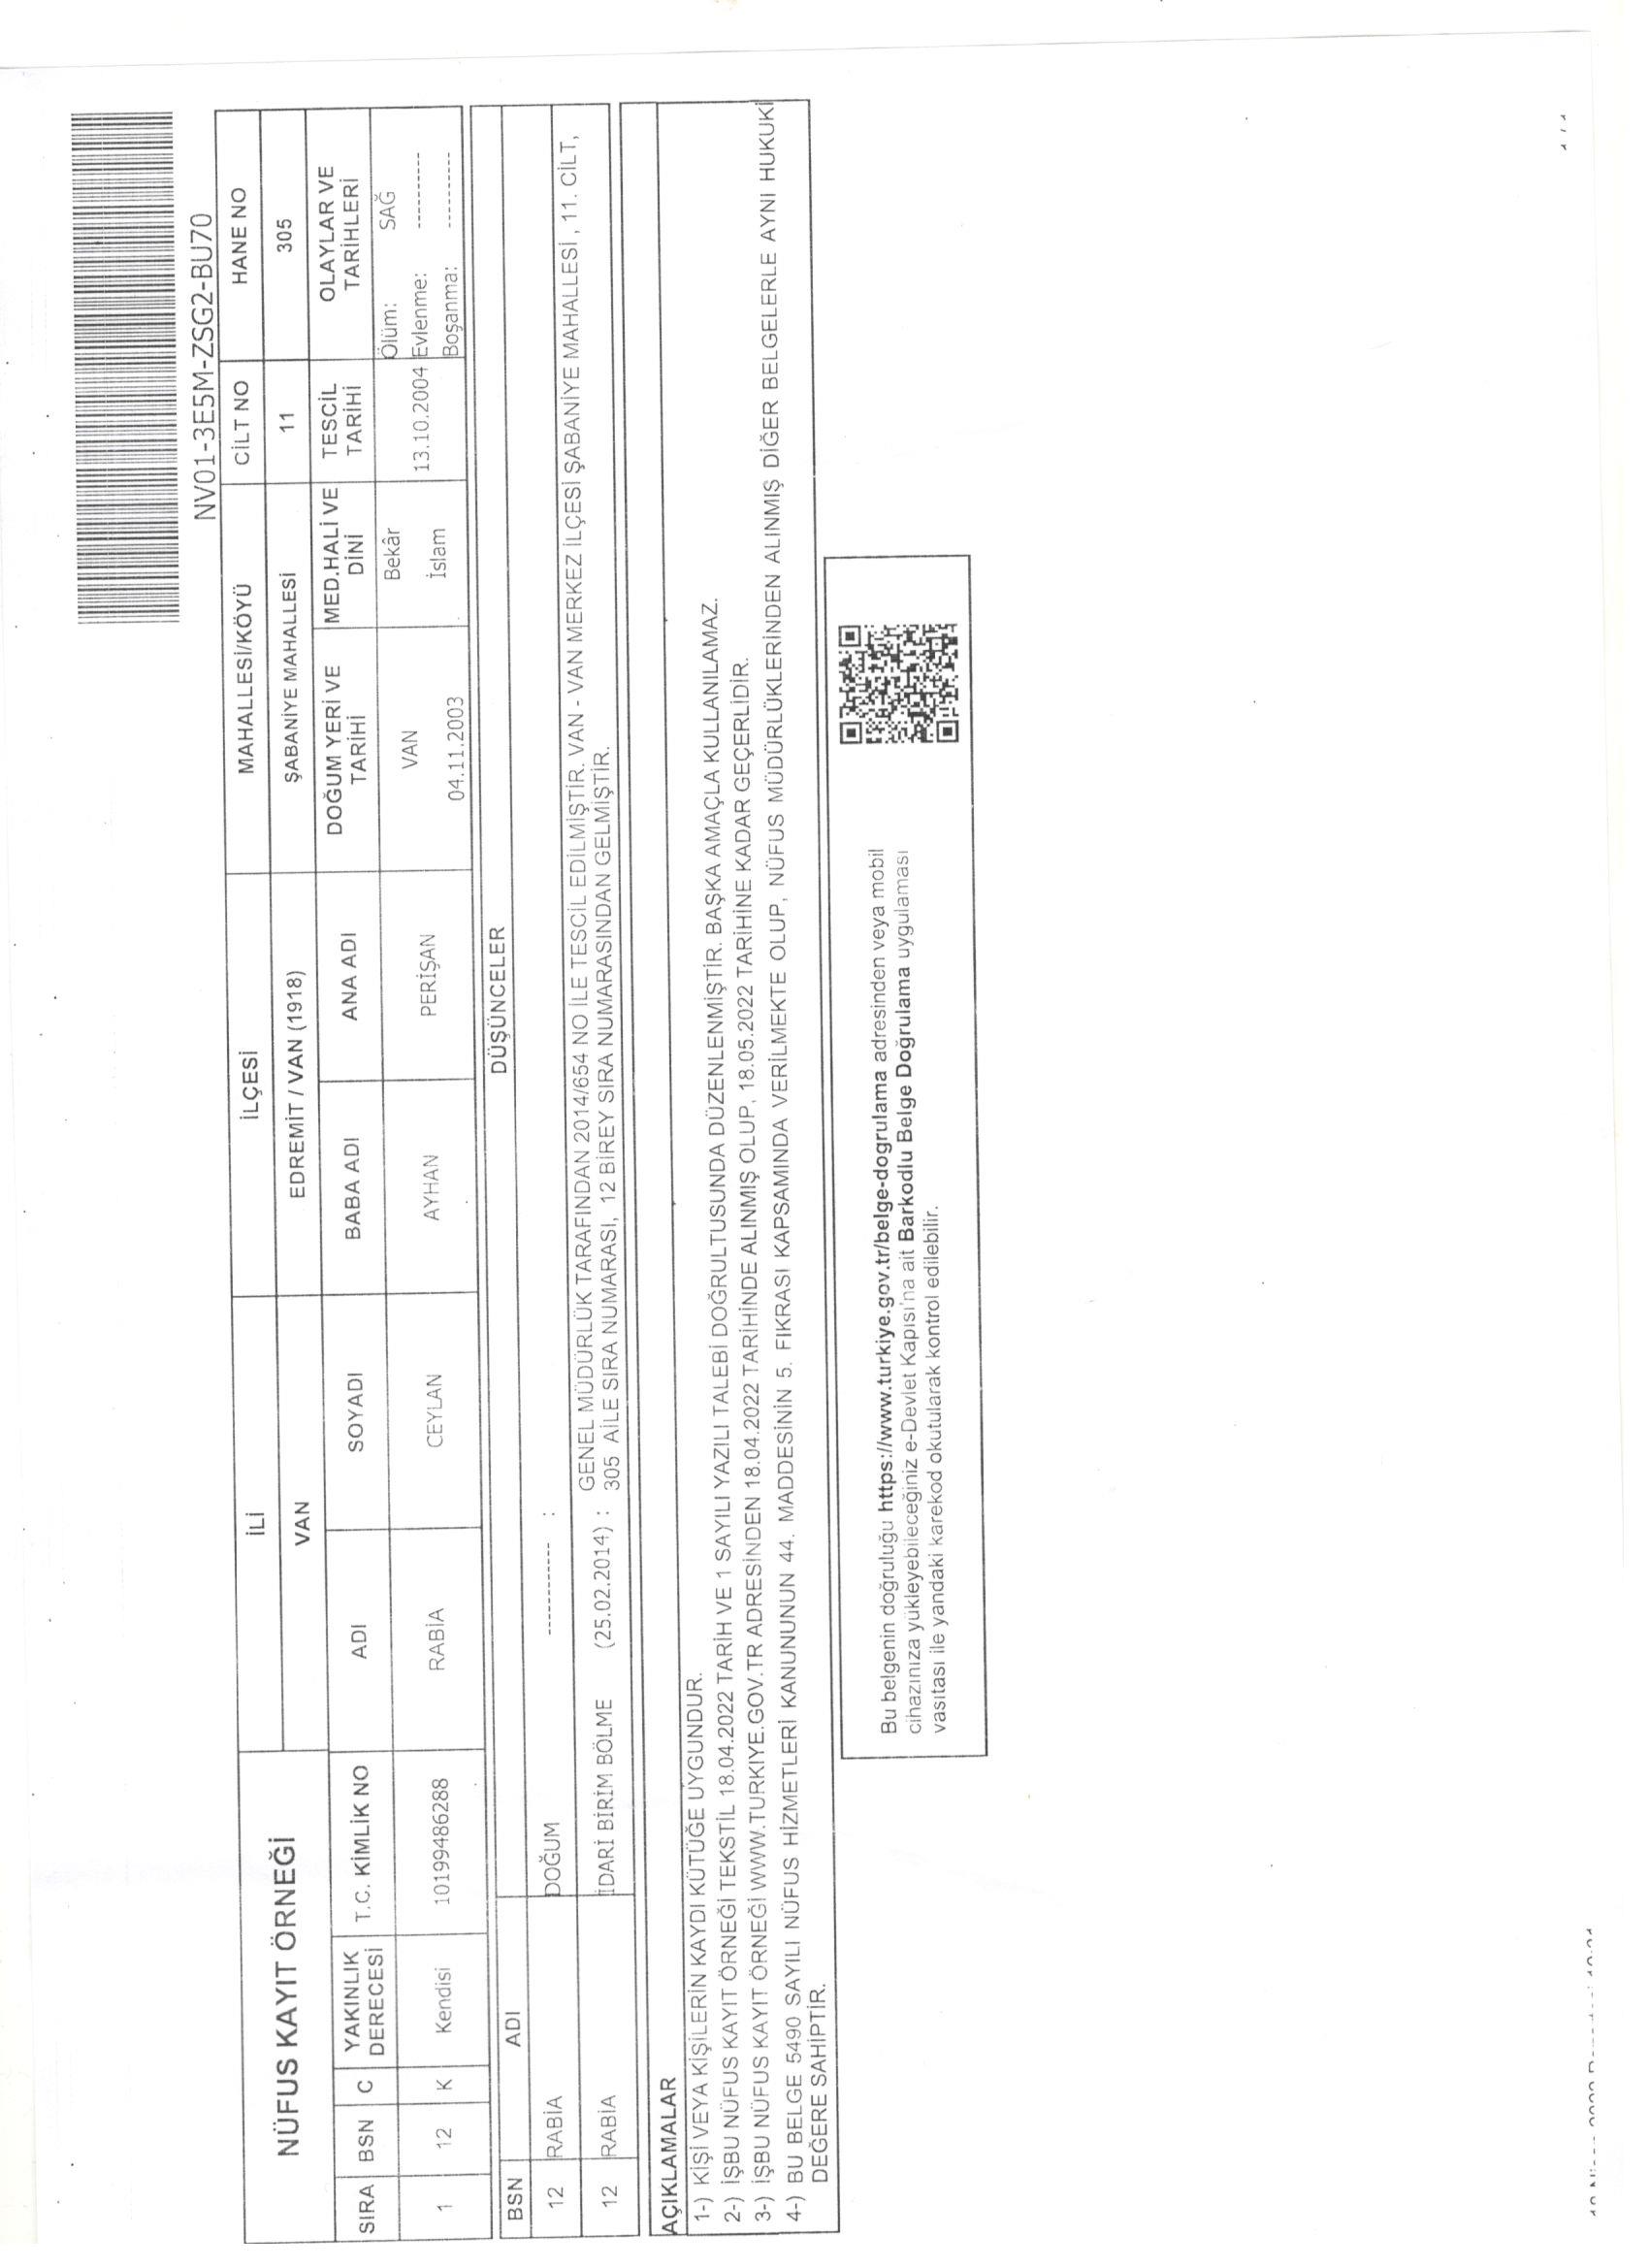 NV01-3E5M-ZSG2-BU70
NÜFUS KAYIT ÖRNEĞİ
İLİ İLÇESİ MAHALLESİ/KÖYÜ CİLT NO HANE NO
VAN EDREMİT / VAN (1918) ŞABANİYE MAHALLESİ 11 305
SIRA BSN C YAKINLIK DERECESİ T.C. KİMLİK NO ADI SOYADI BABA ADI ANA ADI DOĞUM YERİ VE TARİHİ MED.HALİ VE DİNİ TESCİL TARİHİ OLAYLAR VE TARİHLERİ
1 12 K Kendisi 10199486288 RABİA CEYLAN AYHAN PERİŞAN VAN 04.11.2003 Bekâr İslam 13.10.2004
Ölüm: SAĞ
Evlenme: ---------
Boşanma: ---------
BSN ADI DÜŞÜNCELER
12 RABİA DOĞUM ---------- :
12 RABİA İDARİ BİRİM BÖLME (25.02.2014) : GENEL MÜDÜRLÜK TARAFINDAN 2014/654 NO İLE TESCİL EDİLMİŞTİR. VAN - VAN MERKEZ İLÇESİ ŞABANİYE MAHALLESİ , 11. CİLT,
305 AİLE SIRA NUMARASI, 12 BİREY SIRA NUMARASINDAN GELMİŞTİR.
AÇIKLAMALAR
1-) KİŞİ VEYA KİŞİLERİN KAYDI KÜTÜĞE UYGUNDUR.
2-) İŞBU NÜFUS KAYIT ÖRNEĞİ TEKSTİL 18.04.2022 TARİH VE 1 SAYILI YAZILI TALEBİ DOĞRULTUSUNDA DÜZENLENMİŞTİR. BAŞKA AMAÇLA KULLANILAMAZ.
3-) İŞBU NÜFUS KAYIT ÖRNEĞİ WWW.TURKIYE.GOV.TR ADRESİNDEN 18.04.2022 TARİHİNDE ALINMIŞ OLUP, 18.05.2022 TARİHİNE KADAR GEÇERLİDİR.
4-) BU BELGE 5490 SAYILI NÜFUS HİZMETLERİ KANUNUNUN 44. MADDESİNİN 5. FIKRASI KAPSAMINDA VERİLMEKTE OLUP, NÜFUS MÜDÜRLÜKLERİNDEN ALINMIŞ DİĞER BELGELERLE AYNI HUKUKİ
DEĞERE SAHİPTİR.
Bu belgenin doğruluğu https://www.turkiye.gov.tr/belge-dogrulama adresinden veya mobil
cihazınıza yükleyebileceğiniz e-Devlet Kapısı'na ait Barkodlu Belge Doğrulama uygulaması
vasıtası ile yandaki karekod okutularak kontrol edilebilir.